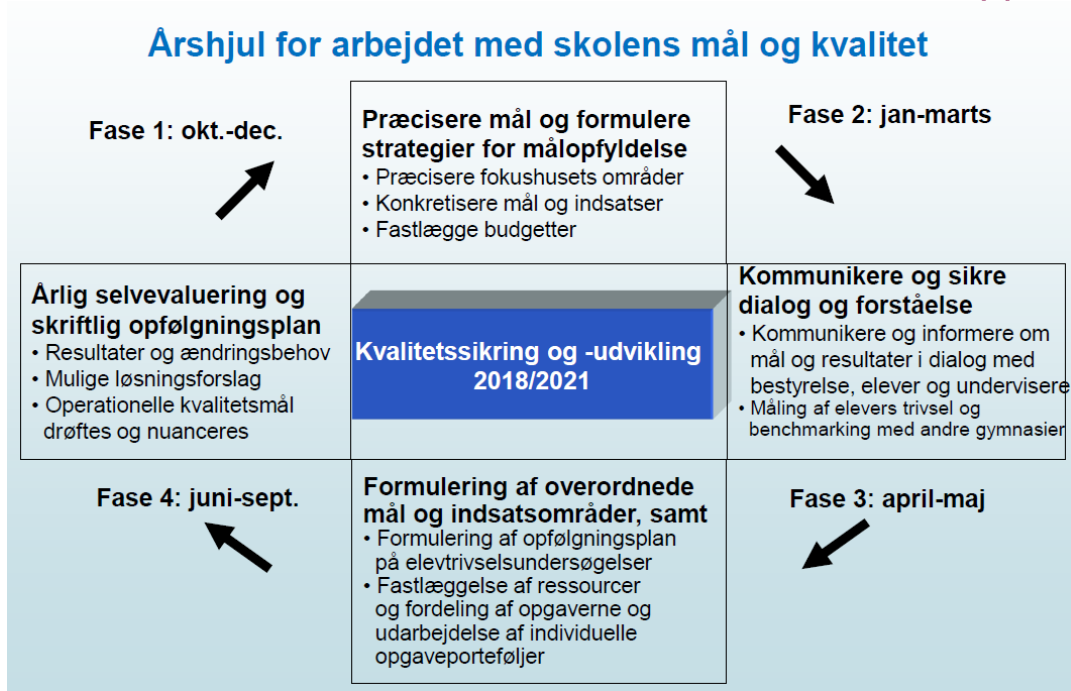 Årshjul for arbejdet med skolens mål og kvalitet
Fase 1: okt.-dec.
Præcisere mål og formulere
strategier for målopfyldelse
• Præcisere fokushusets områder
• Konkretisere mål og indsatser
• Fastlægge budgetter
Fase 2: jan-marts
Årlig selvevaluering og
skriftlig opfølgningsplan
• Resultater og ændringsbehov
• Mulige løsningsforslag
• Operationelle kvalitetsmål
drøftes og nuanceres
Kvalitetssikring og -udvikling
2018/2021
Kommunikere og sikre
dialog og forståelse
• Kommunikere og informere om
mål og resultater i dialog med
bestyrelse, elever og undervisere
• Måling af elevers trivsel og
benchmarking med andre gymnasier
Fase 4: juni-sept.
Formulering af overordnede
mål og indsatsområder, samt
• Formulering af opfølgningsplan
på elevtrivselsundersøgelser
• Fastlæggelse af ressourcer
og fordeling af opgaverne og
udarbejdelse af individuelle
opgaveporteføljer
Fase 3: april-maj